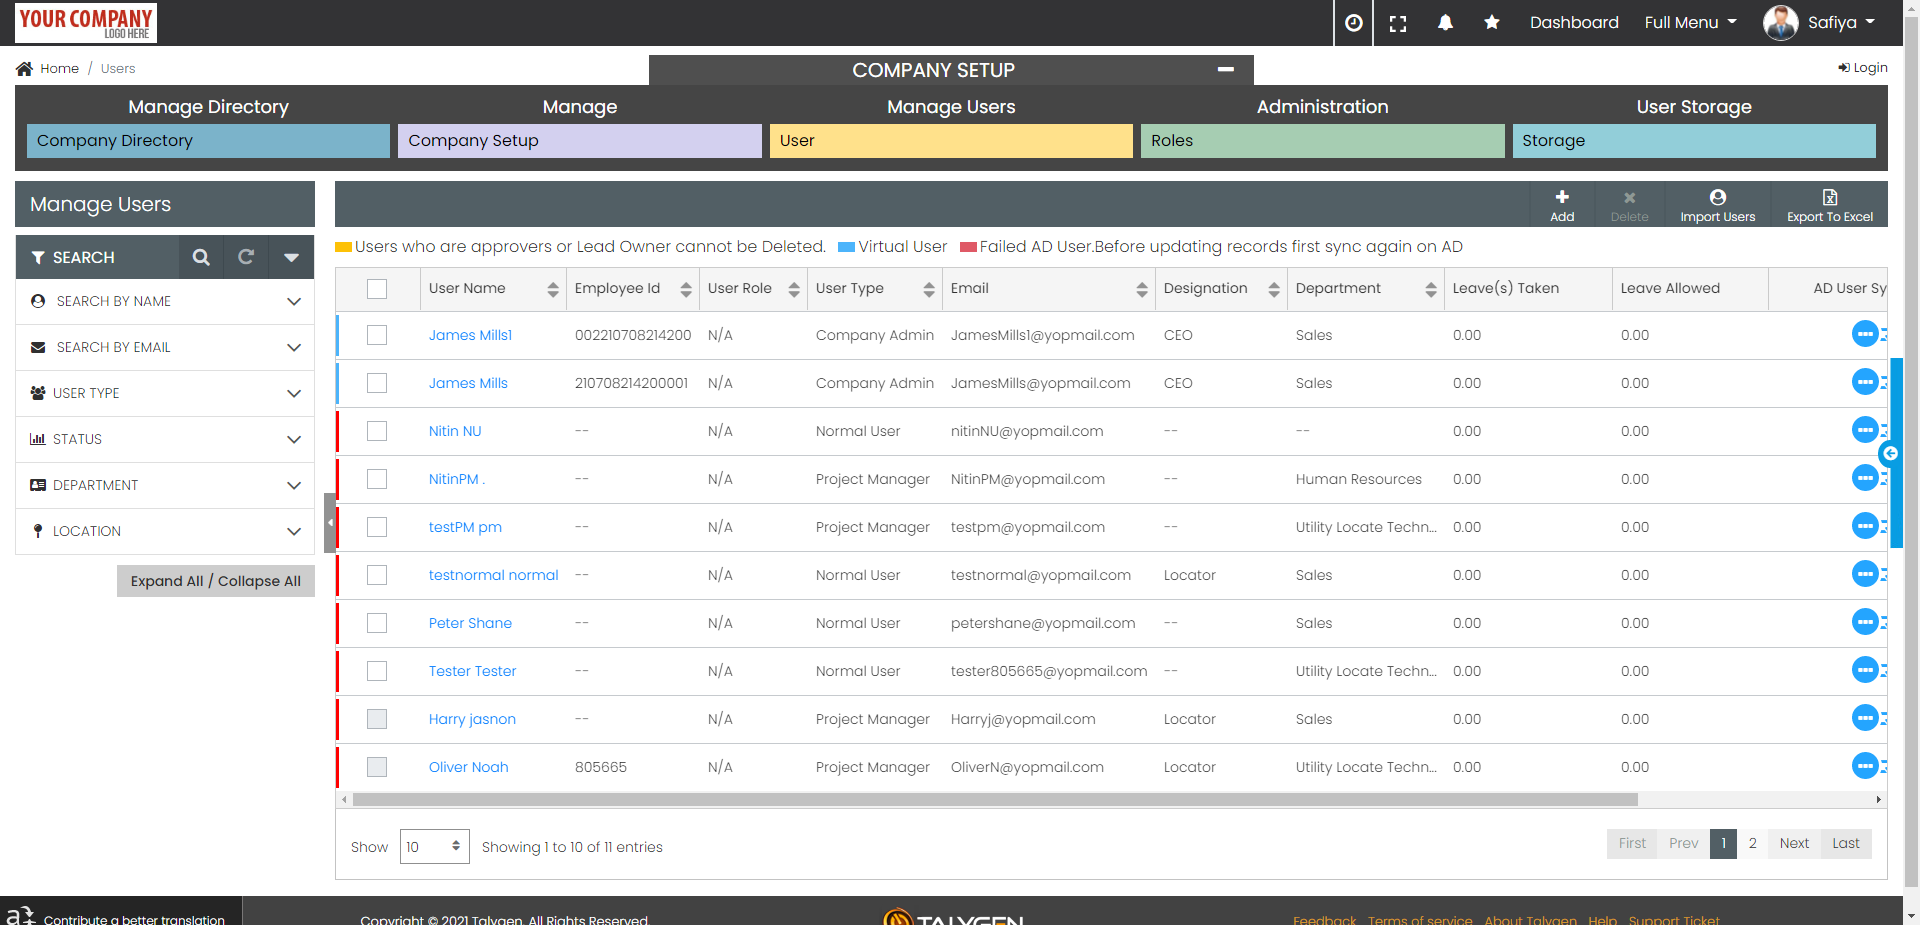 YOUR COMPANY
LOGO HERE
Dashboard
Full Menu
Safiya
Home / Users
COMPANY SETUP
Login
Manage Directory
Manage
Manage Users
Administration
User Storage
Company Directory
Company Setup
User
Roles
Storage
Manage Users
Add
Delete
Import Users
Export To Excel
SEARCH
SEARCH BY NAME
SEARCH BY EMAIL
USER TYPE
STATUS
DEPARTMENT
LOCATION
Expand All / Collapse All
Users who are approvers or Lead Owner cannot be Deleted. Virtual User Failed AD User.Before updating records first sync again on AD
User Name Employee Id User Role User Type Email Designation Department Leave(s) Taken Leave Allowed AD User Sy
James Mills1 002210708214200 N/A Company Admin JamesMills1@yopmail.com CEO Sales 0.00 0.00
James Mills 210708214200001 N/A Company Admin JamesMills@yopmail.com CEO Sales 0.00 0.00
Nitin NU -- N/A Normal User nitinNU@yopmail.com -- -- 0.00 0.00
NitinPM . -- N/A Project Manager NitinPM@yopmail.com -- Human Resources 0.00 0.00
testPM pm -- N/A Project Manager testpm@yopmail.com -- Utility Locate Techn... 0.00 0.00
testnormal normal -- N/A Normal User testnormal@yopmail.com Locator Sales 0.00 0.00
Peter Shane -- N/A Normal User petershane@yopmail.com -- Sales 0.00 0.00
Tester Tester -- N/A Normal User tester805665@yopmail.com -- Utility Locate Techn... 0.00 0.00
Harry jasnon -- N/A Project Manager Harryj@yopmail.com Locator Sales 0.00 0.00
Oliver Noah 805665 N/A Project Manager OliverN@yopmail.com Locator Utility Locate Techn... 0.00 0.00
Show 10 Showing 1 to 10 of 11 entries
First Prev 1 2 Next Last
Contribute a better translation
Copyright © 2021 Talygen. All Rights Reserved.
TALYGEN
Feedback Terms of service About Talygen Help Support Ticket